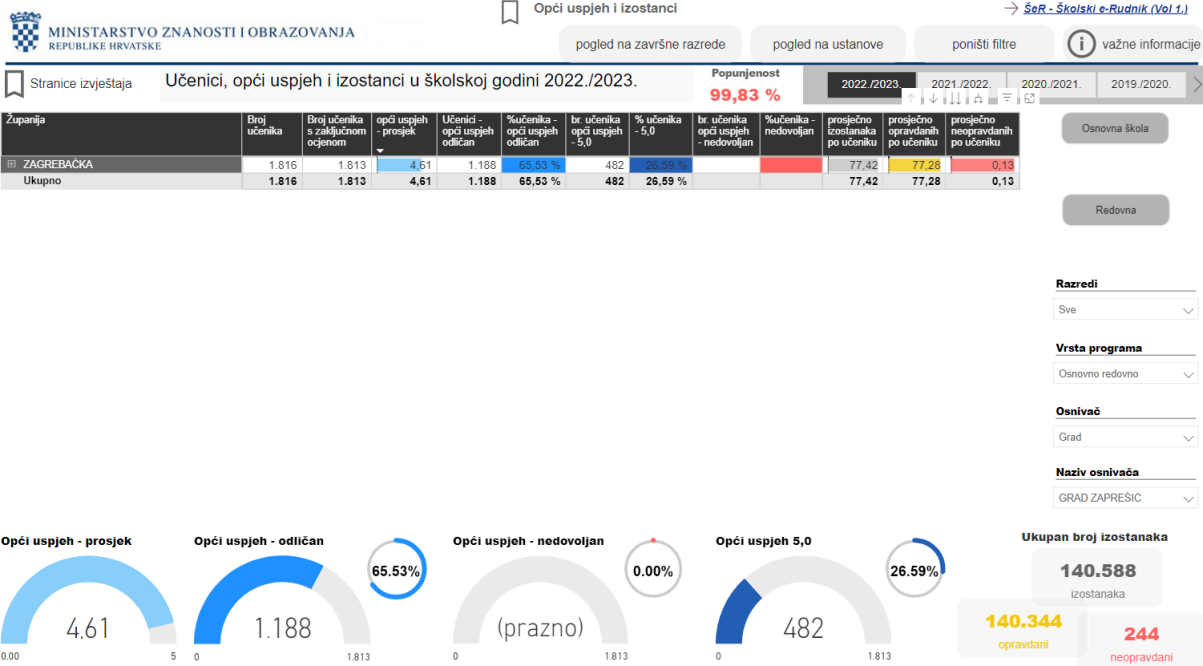 Opći uspjeh i izostanci
ŠeR - Školski e-Rudnik (Vol 1.)
MINISTARSTVO ZNANOSTI I OBRAZOVANJA
REPUBLIKE HRVATSKE
pogled na završne razrede
pogled na ustanove
poništi filtre
važne informacije
Stranice izvještaja
Učenici, opći uspjeh i izostanci u školskoj godini 2022./2023.
Popunjenost
99,83 %
2022./2023. 2021./2022. 2020./2021. 2019./2020.
Županija
Broj učenika
Broj učenika s zaključnom ocjenom
opći uspjeh - prosjek
Učenici - opći uspjeh odličan
%učenika - opći uspjeh odličan
br. učenika opći uspjeh - 5,0
% učenika - 5,0
br. učenika opći uspjeh - nedovoljan
%učenika - nedovoljan
prosječno izostanaka po učeniku
prosječno opravdanih po učeniku
prosječno neopravdanih po učeniku
ZAGREBAČKA 1.816 1.813 4,61 1.188 65,53 % 482 26,59 % 77,42 77,28 0,13
Ukupno 1.816 1.813 4,61 1.188 65,53 % 482 26,59 % 77,42 77,28 0,13
Osnovna škola
Redovna
Razredi
Sve
Vrsta programa
Osnovno redovno
Osnivač
Grad
Naziv osnivača
GRAD ZAPREŠIĆ
Opći uspjeh - prosjek
4,61
0.00 5
Opći uspjeh - odličan
65.53%
1.188
0 1.813
Opći uspjeh - nedovoljan
0.00%
(prazno)
0 1.813
Opći uspjeh 5,0
26.59%
482
0 1.813
Ukupan broj izostanaka
140.588
izostanaka
140.344
opravdani
244
neopravdani